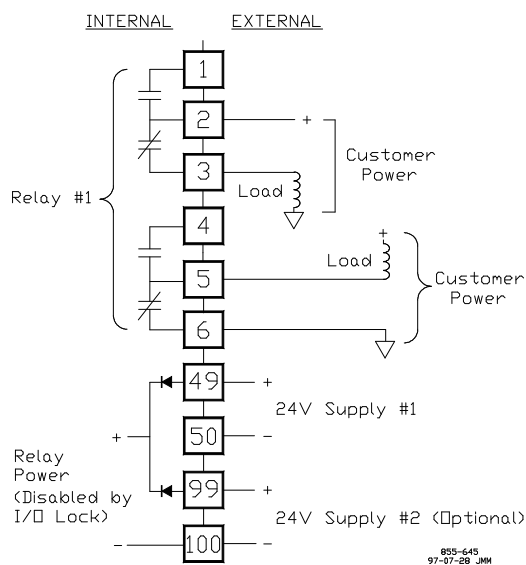 INTERNAL EXTERNAL
1
2 +
3
Customer
Power
Load
Relay #1
4
+
Load
5
Customer
Power
6
49 +
24V Supply #1
+
50 -
Relay
Power
(Disabled by
I/O Lock)
99 +
24V Supply #2 (Optional)
- 100 -
855-645
97-07-28 JMM